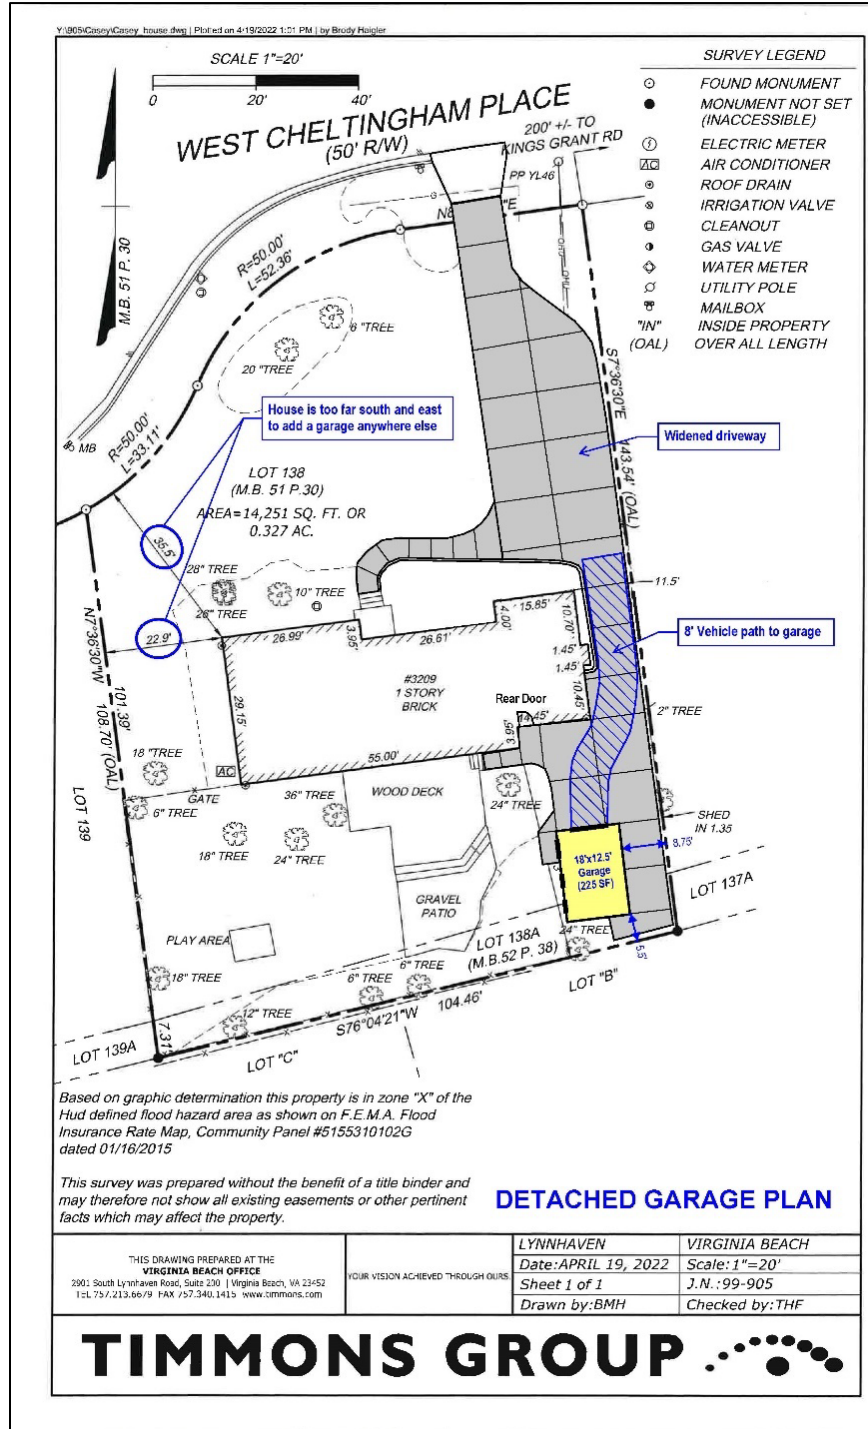 Y:\905\Casey\Casey_house.dwg | Plotted on 4/19/2022 1:01 PM | by Brody Haigler
SCALE 1"=20'
0 20' 40'
SURVEY LEGEND
FOUND MONUMENT
MONUMENT NOT SET
(INACCESSIBLE)
ELECTRIC METER
AC AIR CONDITIONER
ROOF DRAIN
IRRIGATION VALVE
CLEANOUT
GAS VALVE
WATER METER
UTILITY POLE
MAILBOX
"IN" INSIDE PROPERTY
(OAL) OVER ALL LENGTH
WEST CHELTINGHAM PLACE
(50' R/W)
200' +/- TO
KINGS GRANT RD
PP YL46
M.B. 51 P. 30
R=50.00'
L=52.36'
OHU OHU
6 "TREE
20 "TREE
S7°36'30"E
143.54' (OAL)
House is too far south and east
to add a garage anywhere else
Widened driveway
MB
R=50.00'
L=33.11'
LOT 138
(M.B. 51 P.30)
AREA=14,251 SQ. FT. OR
0.327 AC.
35.5'
28" TREE
26" TREE
10" TREE
11.5'
N7°36'30"W
22.9'
26.99'
3.95'
26.61'
4.00'
15.85'
10.70'
1.45'
1.45'
10.45'
8' Vehicle path to garage
#3209
1 STORY
BRICK
29.15'
Rear Door
14.45'
3.95'
2" TREE
101.39'
108.70' (OAL)
55.00'
18 "TREE
AC
GATE
6" TREE
36" TREE
WOOD DECK
24" TREE
SHED
IN 1.35
LOT 139
18" TREE
24" TREE
18'x12.5'
Garage
(225 SF)
8.75'
LOT 137A
GRAVEL
PATIO
PLAY AREA
LOT 138A
(M.B.52 P. 38)
24" TREE
5.5'
18" TREE
6" TREE
6" TREE
LOT "B"
12" TREE
104.46'
S76°04'21"W
7.31'
LOT 139A
LOT "C"
Based on graphic determination this property is in zone "X" of the
Hud defined flood hazard area as shown on F.E.M.A. Flood
Insurance Rate Map, Community Panel #5155310102G
dated 01/16/2015
This survey was prepared without the benefit of a title binder and
may therefore not show all existing easements or other pertinent
facts which may affect the property.
DETACHED GARAGE PLAN
THIS DRAWING PREPARED AT THE
VIRGINIA BEACH OFFICE
2901 South Lynnhaven Road, Suite 200 | Virginia Beach, VA 23452
TEL 757.213.6679 FAX 757.340.1415 www.timmons.com
YOUR VISION ACHIEVED THROUGH OURS.
LYNNHAVEN VIRGINIA BEACH
Date:APRIL 19, 2022 Scale:1"=20'
Sheet 1 of 1 J.N.:99-905
Drawn by:BMH Checked by:THF
TIMMONS GROUP